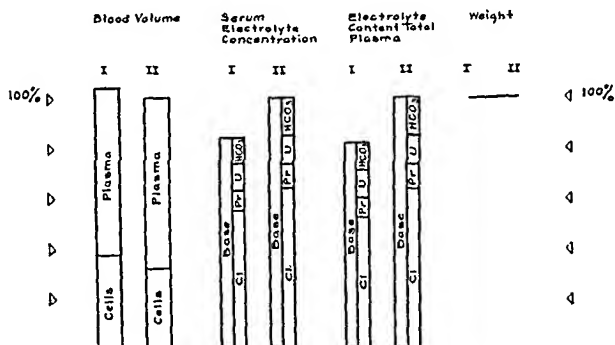 Blood Volume
Serum
Electrolyte
Concentration
Electrolyte
Content Total
Plasma
Weight
I II
I II
I II
I II
100%
100%
Plasma
Cells
Plasma
Cells
Base
HCO₃
U
Pr
Cl
Base
HCO₃
U
Pr
Cl
Base
HCO₃
U
Pr
Cl
Base
HCO₃
U
Pr
Cl